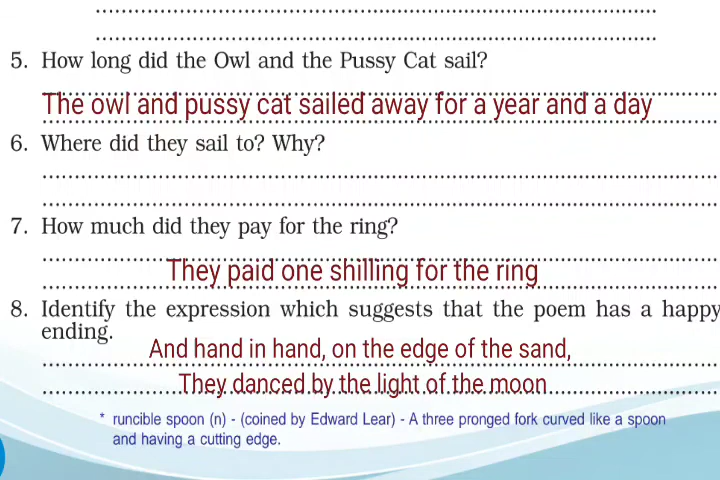 5. How long did the Owl and the Pussy Cat sail?
The owl and pussy cat sailed away for a year and a day
6. Where did they sail to? Why?
7. How much did they pay for the ring?
They paid one shilling for the ring
8. Identify the expression which suggests that the poem has a happy
ending.
And hand in hand, on the edge of the sand,
They danced by the light of the moon
* runcible spoon (n) - (coined by Edward Lear) - A three pronged fork curved like a spoon
and having a cutting edge.